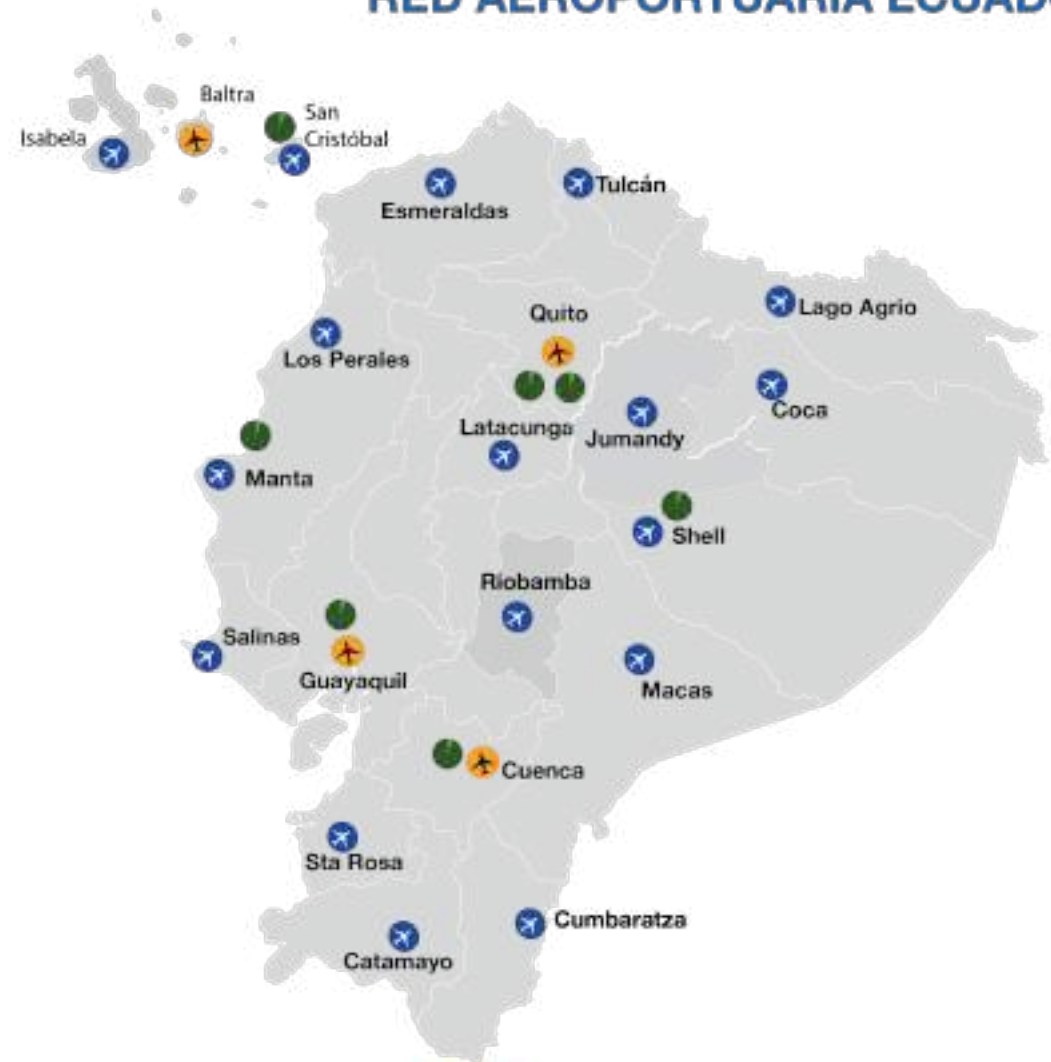 RED AEROPORTUARIA ECUADO
Baltra
San
Cristóbal
Isabela
Tulcán
Esmeraldas
Lago Agrio
Quito
Los Perales
Coca
Latacunga
Jumandy
Manta
Shell
Riobamba
Salinas
Guayaquil
Macas
Cuenca
Sta Rosa
Cumbaratza
Catamayo